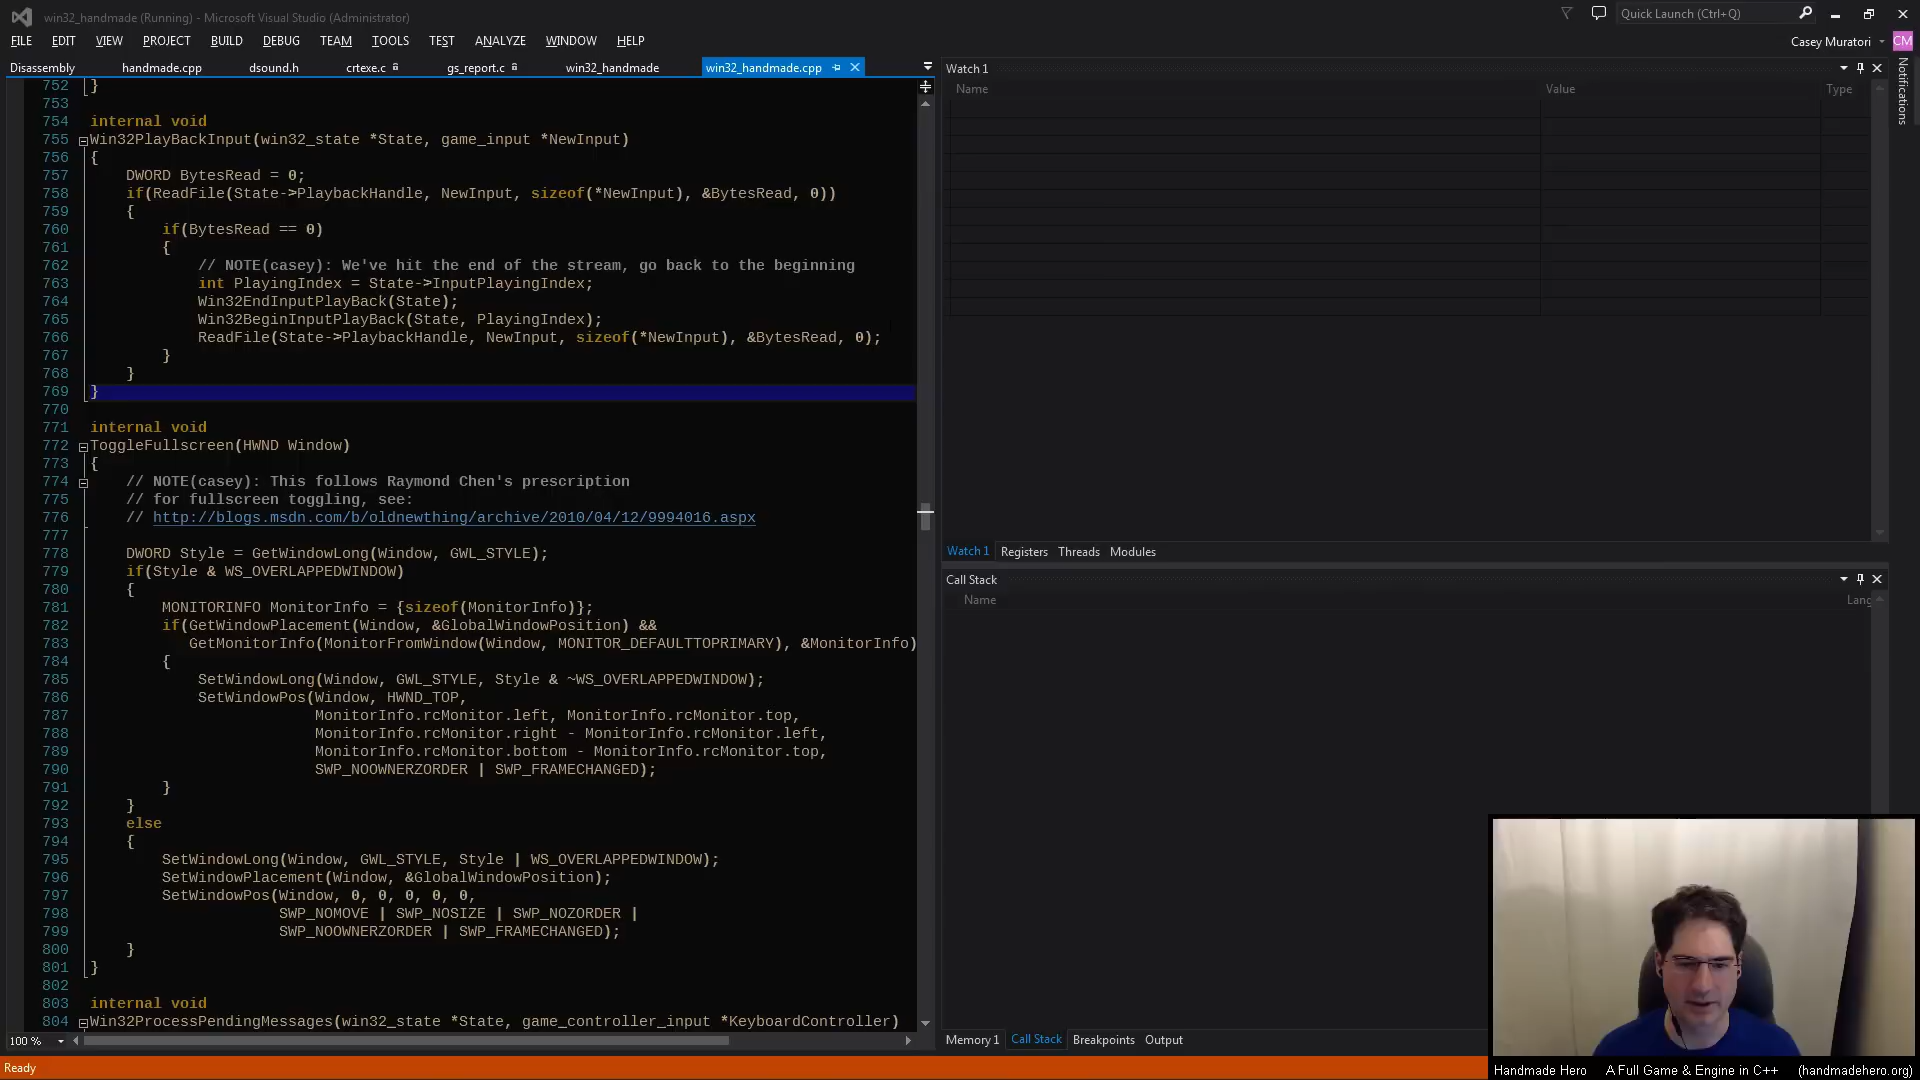 win32_handmade (Running) - Microsoft Visual Studio (Administrator)
Quick Launch (Ctrl+Q)
FILE EDIT VIEW PROJECT BUILD DEBUG TEAM TOOLS TEST ANALYZE WINDOW HELP
Casey Muratori CM
Disassembly handmade.cpp dsound.h crtexe.c gs_report.c win32_handmade win32_handmade.cpp
752 }
753
754 internal void
755 Win32PlayBackInput(win32_state *State, game_input *NewInput)
756 {
757 DWORD BytesRead = 0;
758 if(ReadFile(State->PlaybackHandle, NewInput, sizeof(*NewInput), &BytesRead, 0))
759 {
760 if(BytesRead == 0)
761 {
762 // NOTE(casey): We've hit the end of the stream, go back to the beginning
763 int PlayingIndex = State->InputPlayingIndex;
764 Win32EndInputPlayBack(State);
765 Win32BeginInputPlayBack(State, PlayingIndex);
766 ReadFile(State->PlaybackHandle, NewInput, sizeof(*NewInput), &BytesRead, 0);
767 }
768 }
769 }
770
771 internal void
772 ToggleFullscreen(HWND Window)
773 {
774 // NOTE(casey): This follows Raymond Chen's prescription
775 // for fullscreen toggling, see:
776 // http://blogs.msdn.com/b/oldnewthing/archive/2010/04/12/9994016.aspx
777
778 DWORD Style = GetWindowLong(Window, GWL_STYLE);
779 if(Style & WS_OVERLAPPEDWINDOW)
780 {
781 MONITORINFO MonitorInfo = {sizeof(MonitorInfo)};
782 if(GetWindowPlacement(Window, &GlobalWindowPosition) &&
783 GetMonitorInfo(MonitorFromWindow(Window, MONITOR_DEFAULTTOPRIMARY), &MonitorInfo)
784 {
785 SetWindowLong(Window, GWL_STYLE, Style & ~WS_OVERLAPPEDWINDOW);
786 SetWindowPos(Window, HWND_TOP,
787 MonitorInfo.rcMonitor.left, MonitorInfo.rcMonitor.top,
788 MonitorInfo.rcMonitor.right - MonitorInfo.rcMonitor.left,
789 MonitorInfo.rcMonitor.bottom - MonitorInfo.rcMonitor.top,
790 SWP_NOOWNERZORDER | SWP_FRAMECHANGED);
791 }
792 }
793 else
794 {
795 SetWindowLong(Window, GWL_STYLE, Style | WS_OVERLAPPEDWINDOW);
796 SetWindowPlacement(Window, &GlobalWindowPosition);
797 SetWindowPos(Window, 0, 0, 0, 0, 0,
798 SWP_NOMOVE | SWP_NOSIZE | SWP_NOZORDER |
799 SWP_NOOWNERZORDER | SWP_FRAMECHANGED);
800 }
801 }
802
803 internal void
804 Win32ProcessPendingMessages(win32_state *State, game_controller_input *KeyboardController)
100 %
Ready
Watch 1
Name Value Type
Watch 1 Registers Threads Modules
Call Stack
Name Lang
Memory 1 Call Stack Breakpoints Output
Notifications
Handmade Hero A Full Game & Engine in C++ (handmadehero.org)